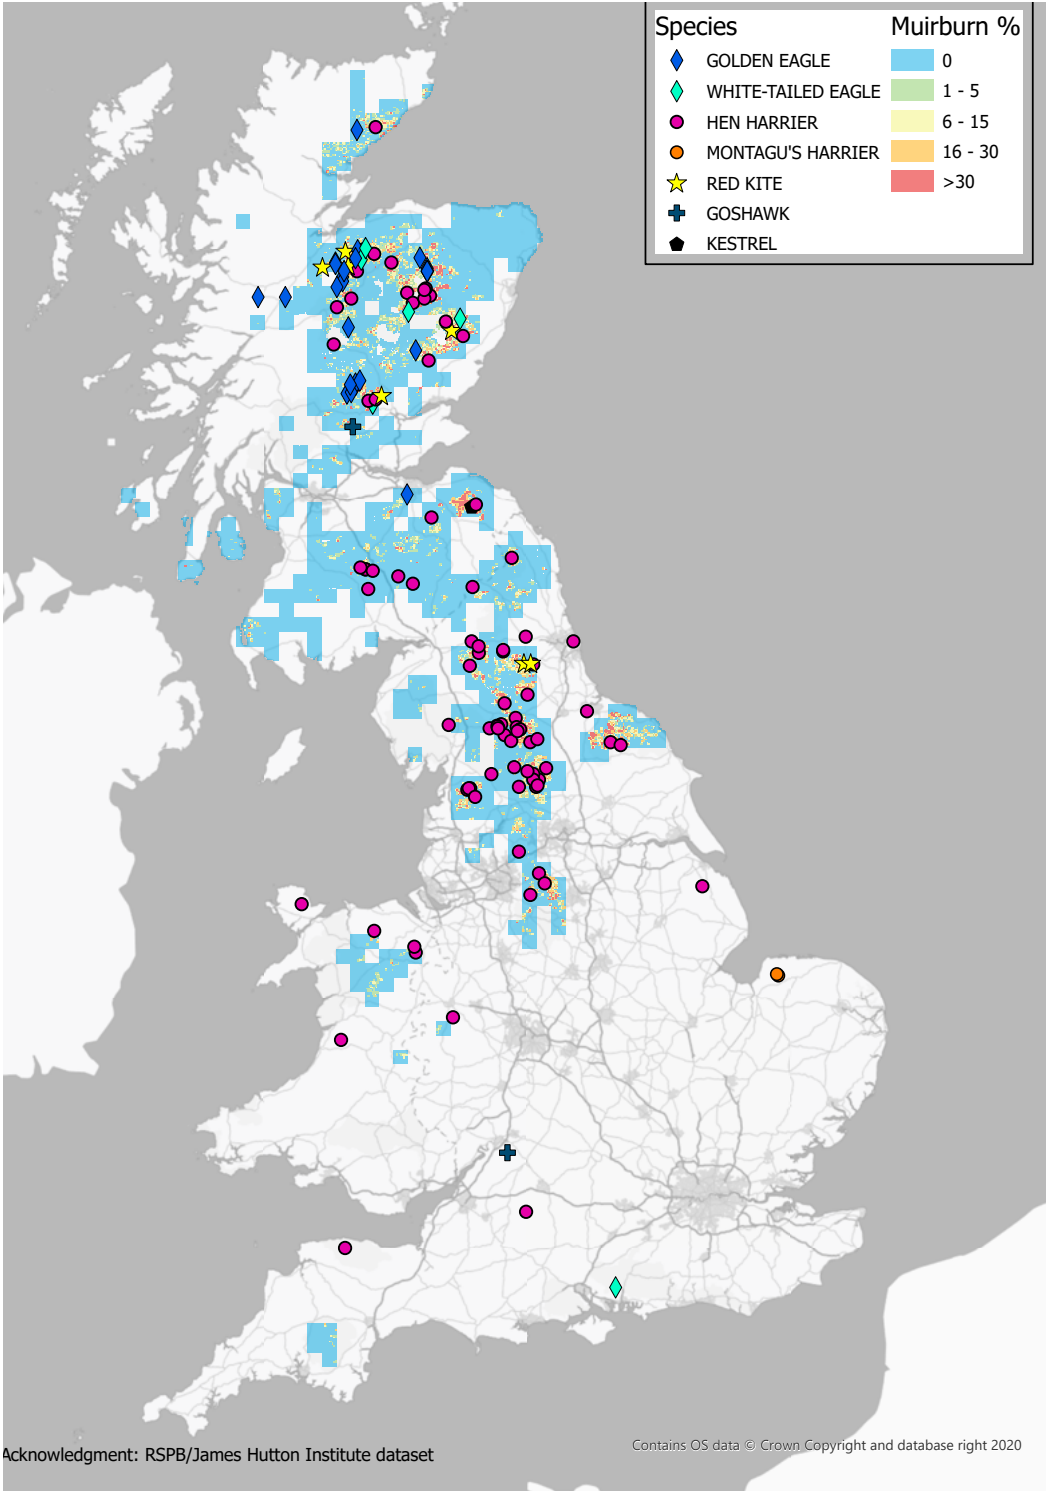 Species
GOLDEN EAGLE
WHITE-TAILED EAGLE
HEN HARRIER
MONTAGU'S HARRIER
RED KITE
GOSHAWK
KESTREL
Muirburn %
0
1 - 5
6 - 15
16 - 30
>30
Acknowledgment: RSPB/James Hutton Institute dataset
Contains OS data © Crown Copyright and database right 2020